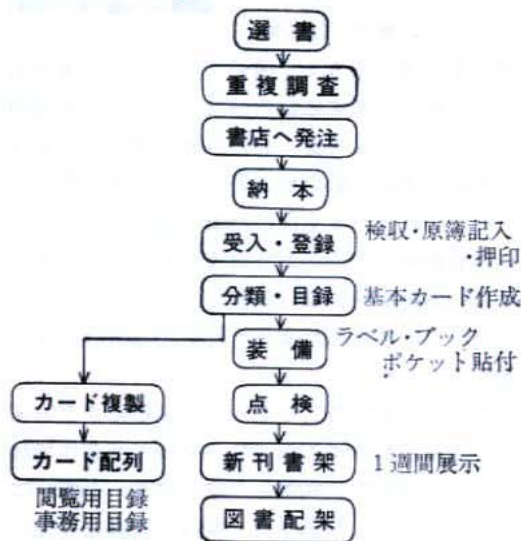 選書
重複調査
書店へ発注
納本
受入・登録
検収・原簿記入
・押印
分類・目録
基本カード作成
装備
ラベル・ブック
ポケット貼付
カード複製
点検
カード配列
閲覧用目録
事務用目録
新刊書架
1週間展示
図書配架